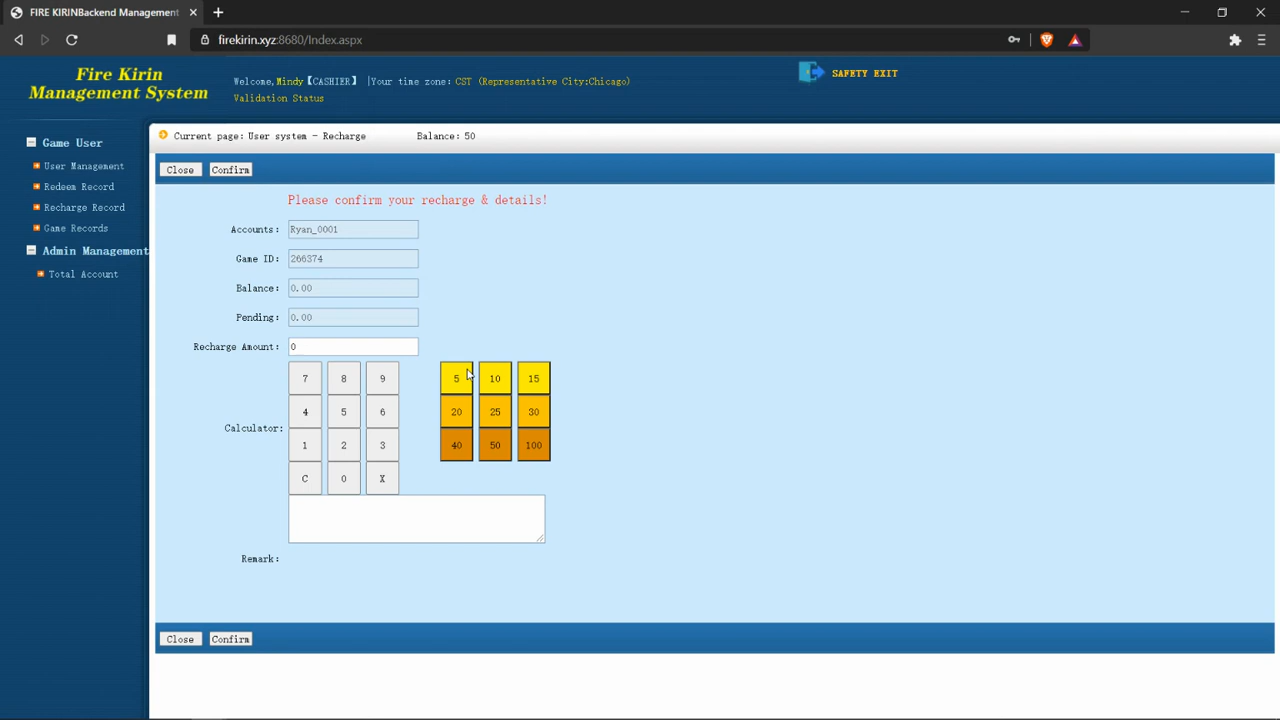 FIRE KIRINBackend Management
firekirin.xyz:8680/Index.aspx
Fire Kirin
Management System
Welcome,Mindy【CASHIER】 |Your time zone: CST (Representative City:Chicago)
Validation Status
SAFETY EXIT
Game User
User Management
Redeem Record
Recharge Record
Game Records
Admin Management
Total Account
Current page: User system - Recharge Balance: 50
Close Confirm
Please confirm your recharge & details!
Accounts: Ryan_0001
Game ID: 266374
Balance: 0.00
Pending: 0.00
Recharge Amount: 0
7 8 9 5 10 15
4 5 6 20 25 30
Calculator:
1 2 3 40 50 100
C 0 X
Remark:
Close Confirm